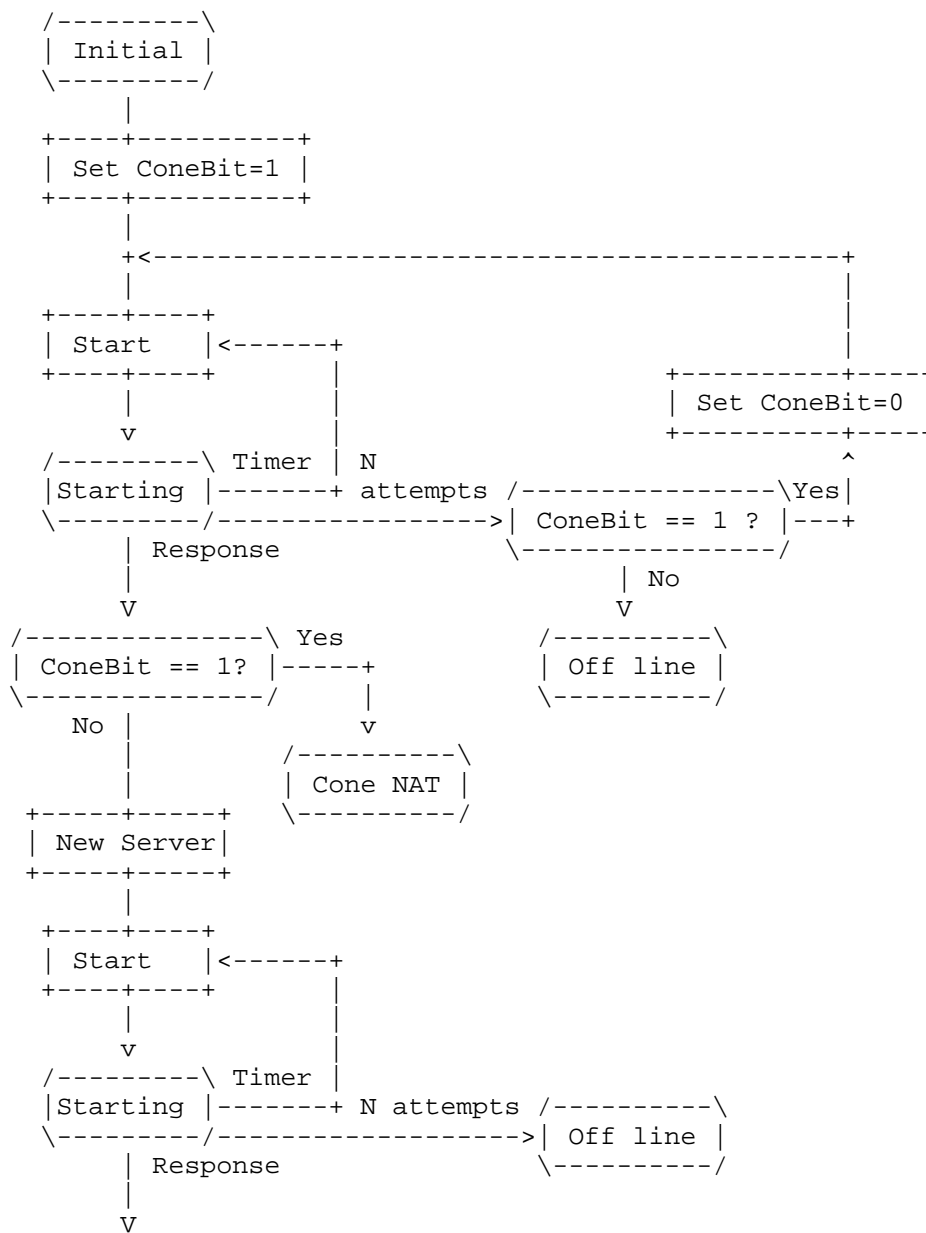 Initial
Set ConeBit=1
Start
Set ConeBit=0
Timer N
Starting attempts Yes
ConeBit == 1 ?
Response
No
Yes
ConeBit == 1? Off line
No
Cone NAT
New Server
Start
Timer
Starting N attempts
Off line
Response